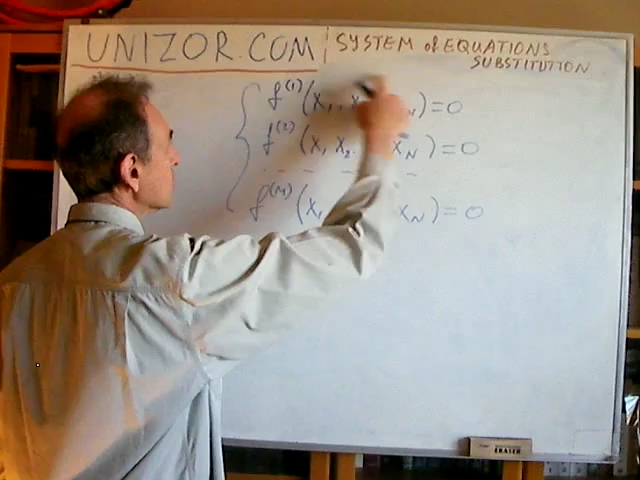 UNIZOR.COM
SYSTEM of EQUATIONS
SUBSTITUTION
f⁽¹⁾(x₁, x N)=0
f⁽²⁾(x₁ x₂ xN)=0
f⁽ᴹ⁾(x₁ xN)=0
ERASER